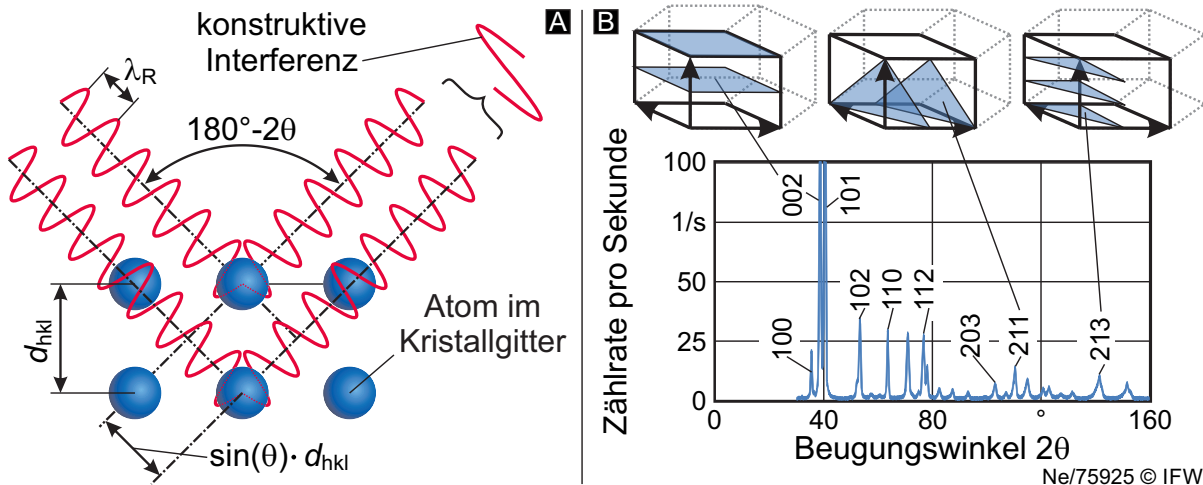 konstruktive
Interferenz
A
λR
180°-2θ
dhkl
Atom im
Kristallgitter
sin(θ)· dhkl
B
Zählrate pro Sekunde
100
1/s
50
25
0
002
101
100
102
110
112
203
211
213
0
40
80
°
160
Beugungswinkel 2θ
Ne/75925 © IFW